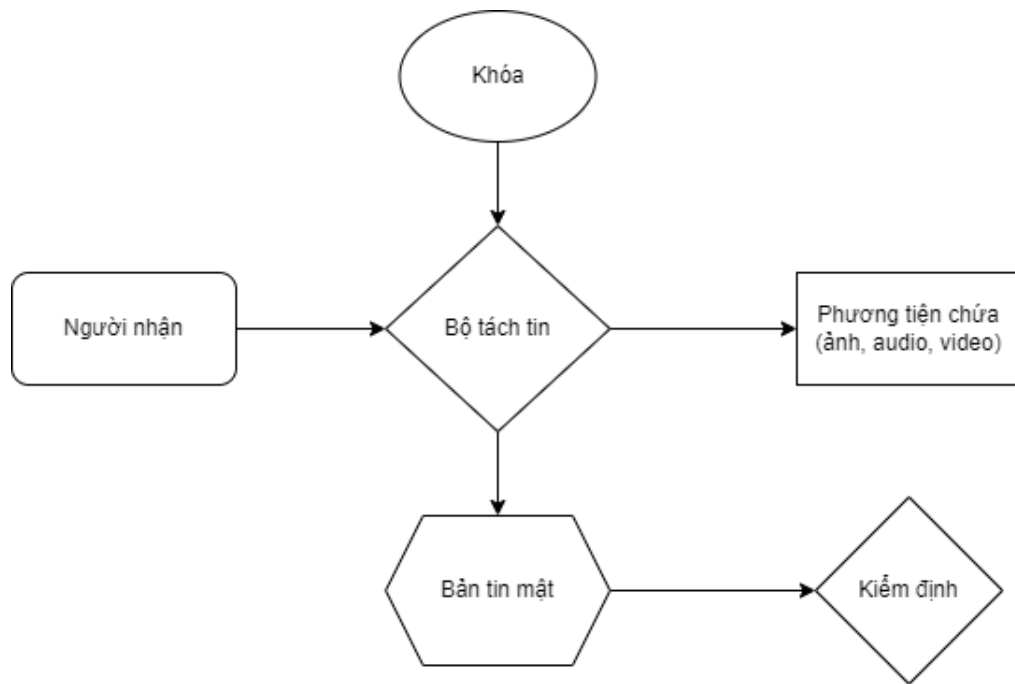 Khóa
Người nhận
Bộ tách tin
Phương tiện chứa
(ảnh, audio, video)
Bản tin mật
Kiểm định